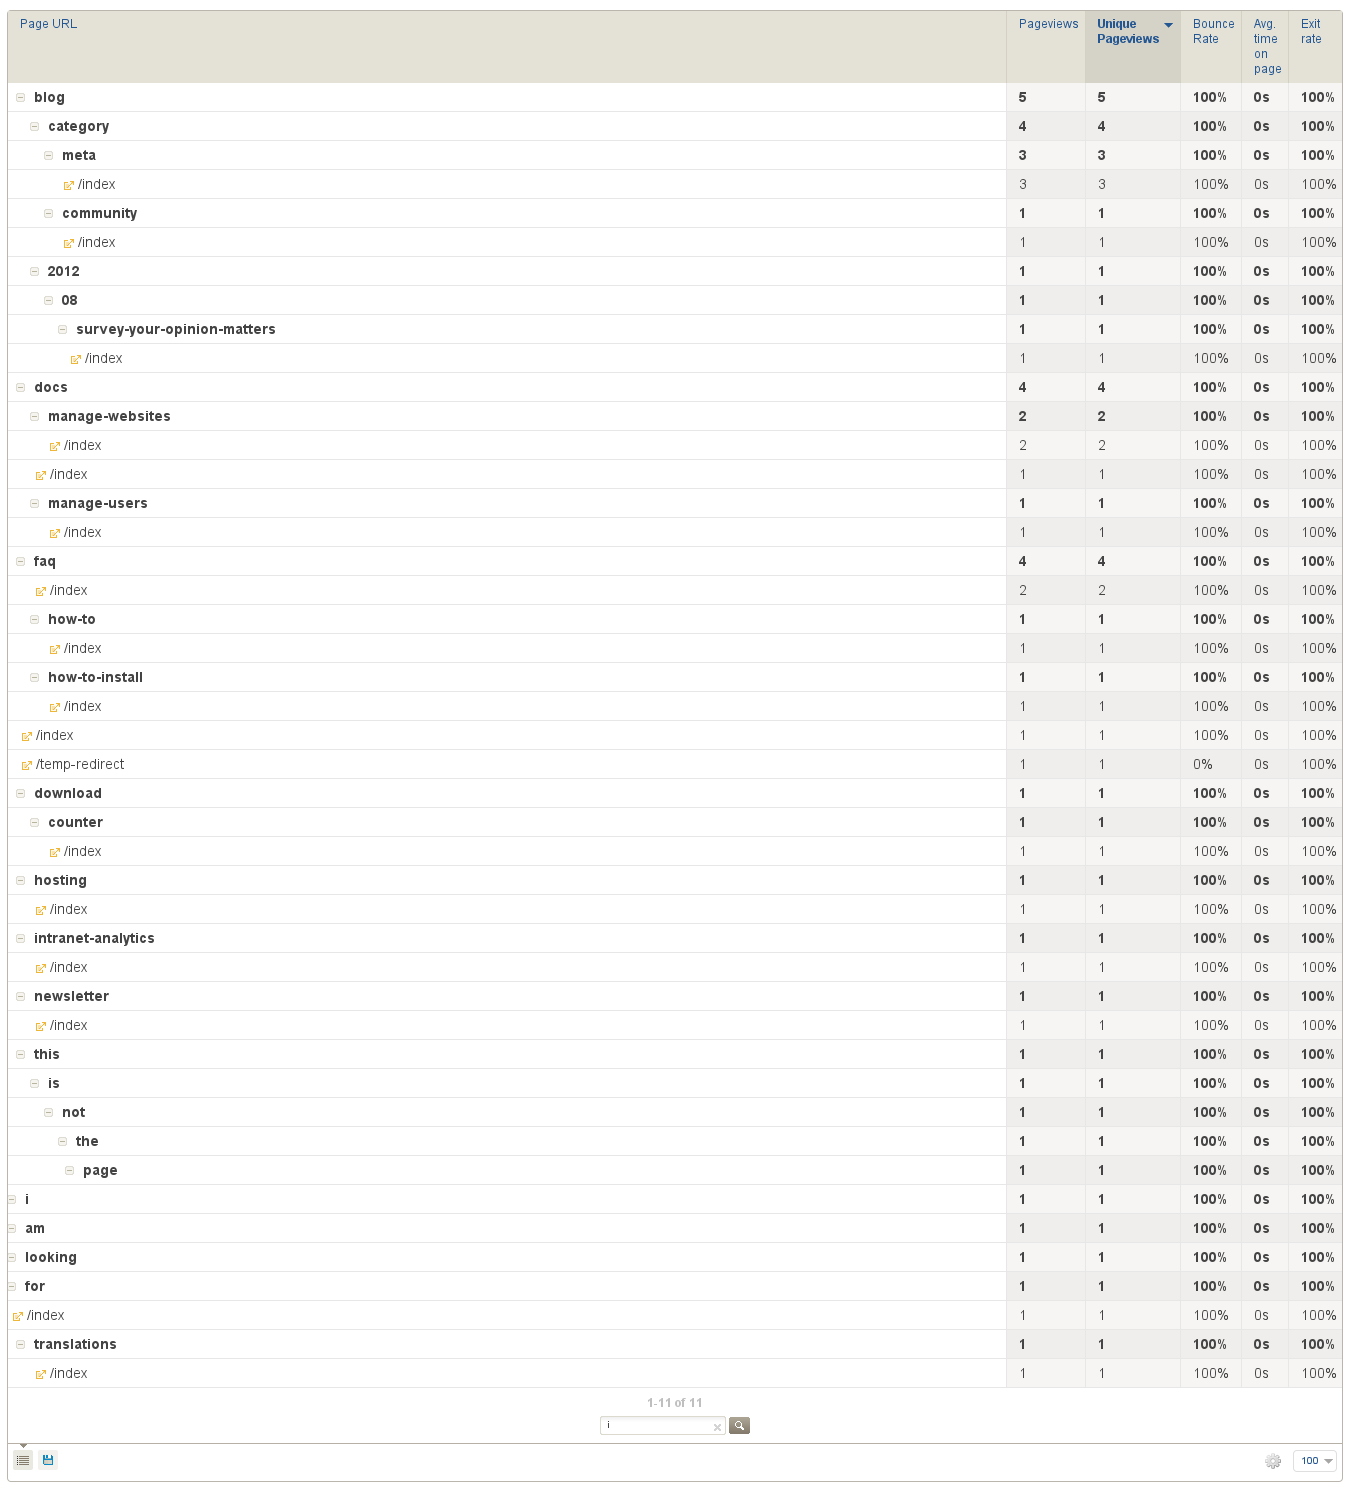 Page URL Pageviews Unique Pageviews Bounce Rate Avg. time on page Exit rate
blog 5 5 100% 0s 100%
category 4 4 100% 0s 100%
meta 3 3 100% 0s 100%
/index 3 3 100% 0s 100%
community 1 1 100% 0s 100%
/index 1 1 100% 0s 100%
2012 1 1 100% 0s 100%
08 1 1 100% 0s 100%
survey-your-opinion-matters 1 1 100% 0s 100%
/index 1 1 100% 0s 100%
docs 4 4 100% 0s 100%
manage-websites 2 2 100% 0s 100%
/index 2 2 100% 0s 100%
/index 1 1 100% 0s 100%
manage-users 1 1 100% 0s 100%
/index 1 1 100% 0s 100%
faq 4 4 100% 0s 100%
/index 2 2 100% 0s 100%
how-to 1 1 100% 0s 100%
/index 1 1 100% 0s 100%
how-to-install 1 1 100% 0s 100%
/index 1 1 100% 0s 100%
/index 1 1 100% 0s 100%
/temp-redirect 1 1 0% 0s 100%
download 1 1 100% 0s 100%
counter 1 1 100% 0s 100%
/index 1 1 100% 0s 100%
hosting 1 1 100% 0s 100%
/index 1 1 100% 0s 100%
intranet-analytics 1 1 100% 0s 100%
/index 1 1 100% 0s 100%
newsletter 1 1 100% 0s 100%
/index 1 1 100% 0s 100%
this 1 1 100% 0s 100%
is 1 1 100% 0s 100%
not 1 1 100% 0s 100%
the 1 1 100% 0s 100%
page 1 1 100% 0s 100%
i 1 1 100% 0s 100%
am 1 1 100% 0s 100%
looking 1 1 100% 0s 100%
for 1 1 100% 0s 100%
/index 1 1 100% 0s 100%
translations 1 1 100% 0s 100%
/index 1 1 100% 0s 100%
1-11 of 11
i
100